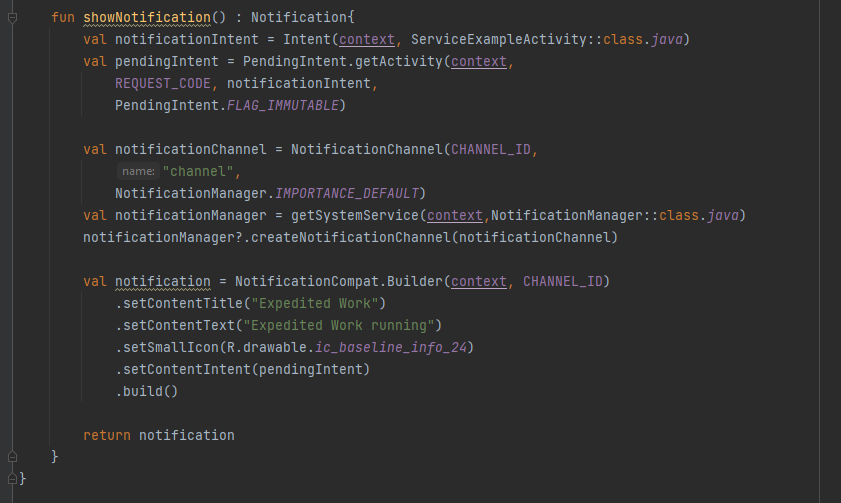 fun showNotification() : Notification{
    val notificationIntent = Intent(context, ServiceExampleActivity::class.java)
    val pendingIntent = PendingIntent.getActivity(context,
        REQUEST_CODE, notificationIntent,
        PendingIntent.FLAG_IMMUTABLE)

    val notificationChannel = NotificationChannel(CHANNEL_ID,
        name: "channel",
        NotificationManager.IMPORTANCE_DEFAULT)
    val notificationManager = getSystemService(context,NotificationManager::class.java)
    notificationManager?.createNotificationChannel(notificationChannel)

    val notification = NotificationCompat.Builder(context, CHANNEL_ID)
        .setContentTitle("Expedited Work")
        .setContentText("Expedited Work running")
        .setSmallIcon(R.drawable.ic_baseline_info_24)
        .setContentIntent(pendingIntent)
        .build()

    return notification
}
}